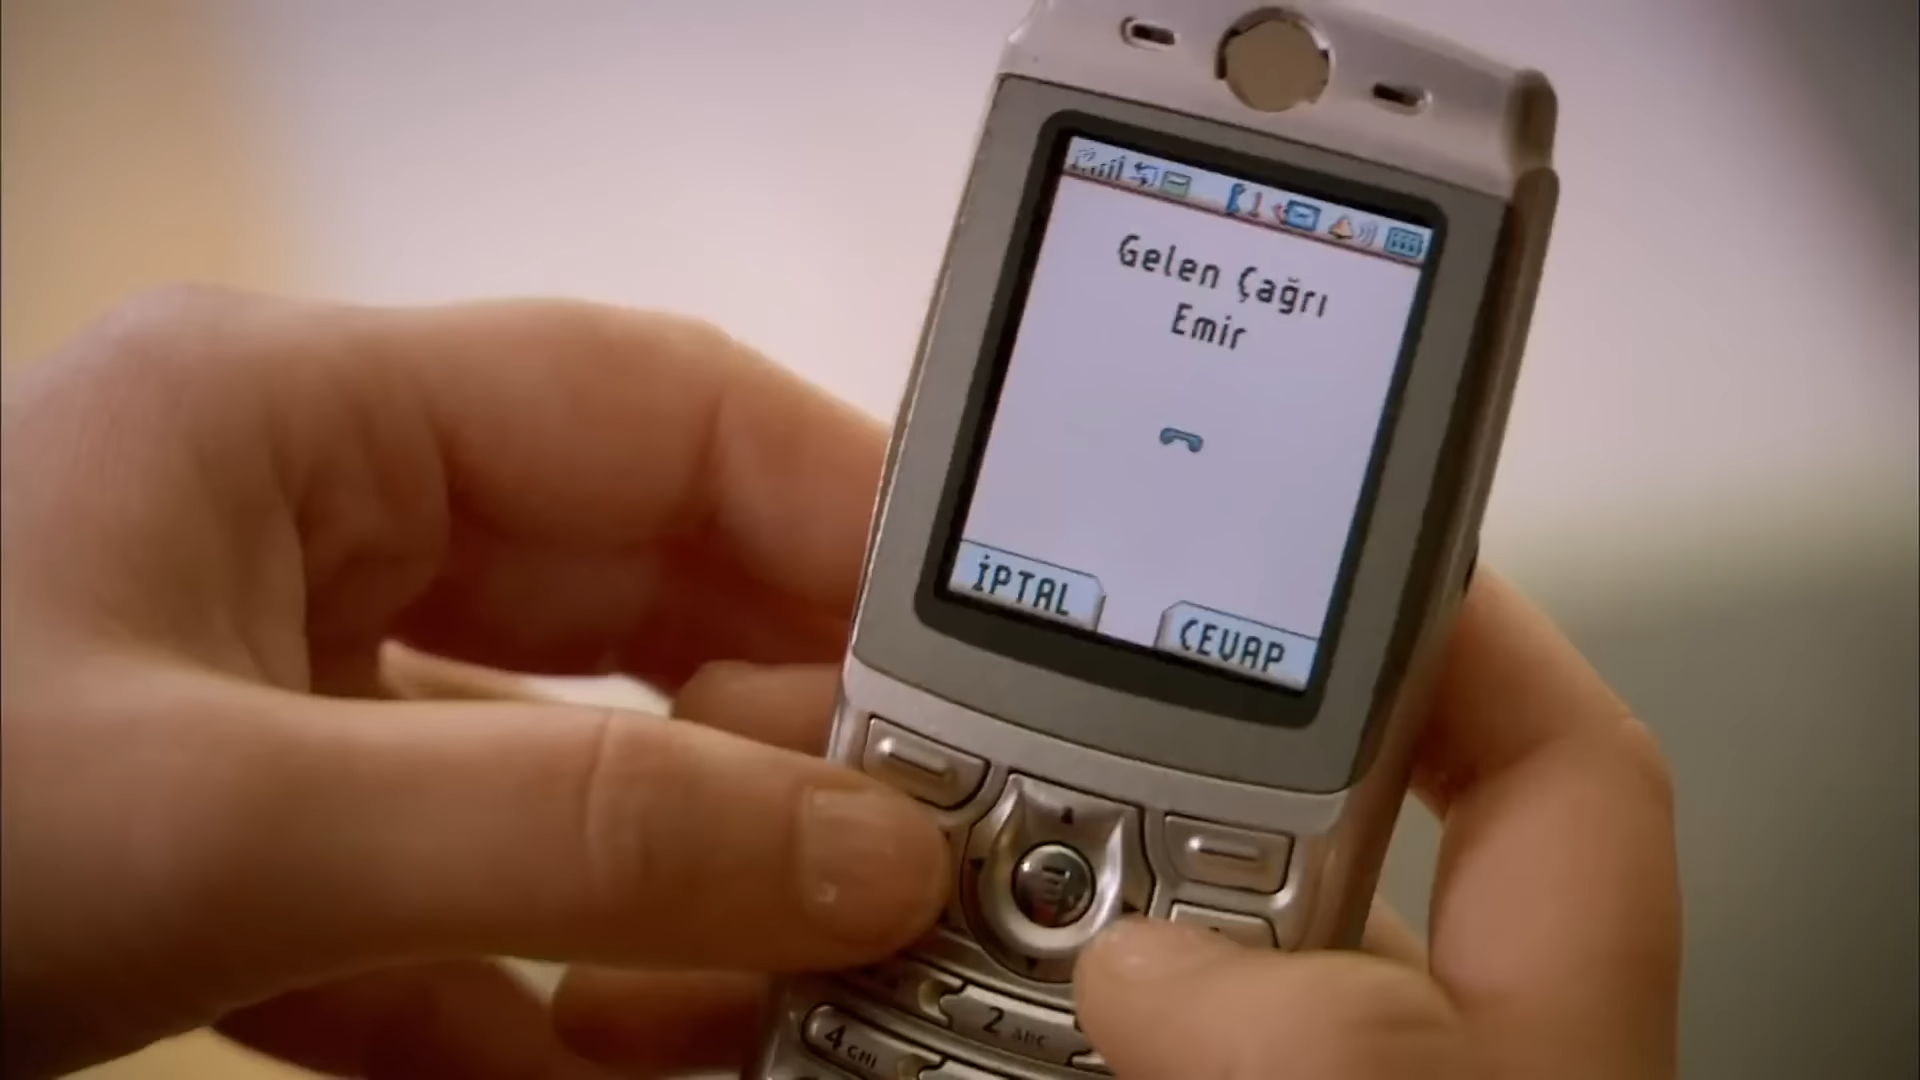 Gelen Çağrı
Emir
İPTAL
CEVAP
2 ABC
4 GHI